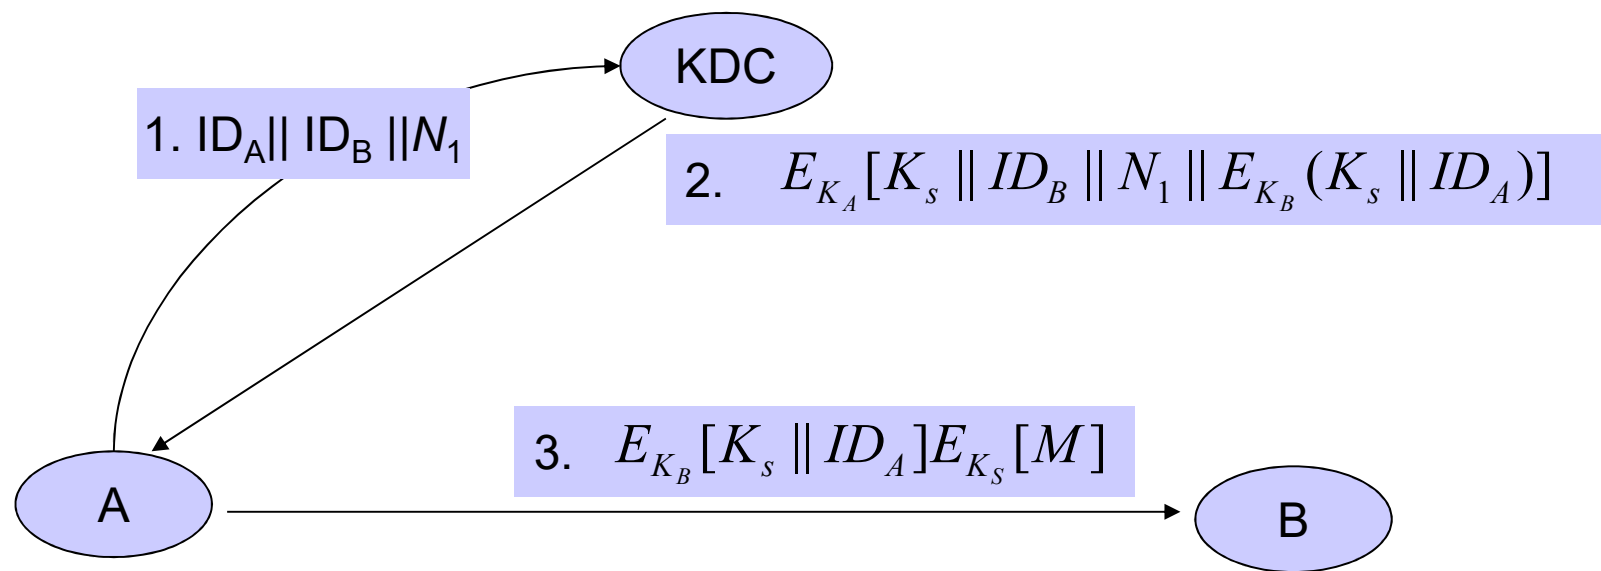 KDC
1. ID_A|| ID_B ||N_1
2. E_{K_A}[K_s || ID_B || N_1 || E_{K_B}(K_s || ID_A)]
3. E_{K_B}[K_s || ID_A]E_{K_S}[M]
A
B